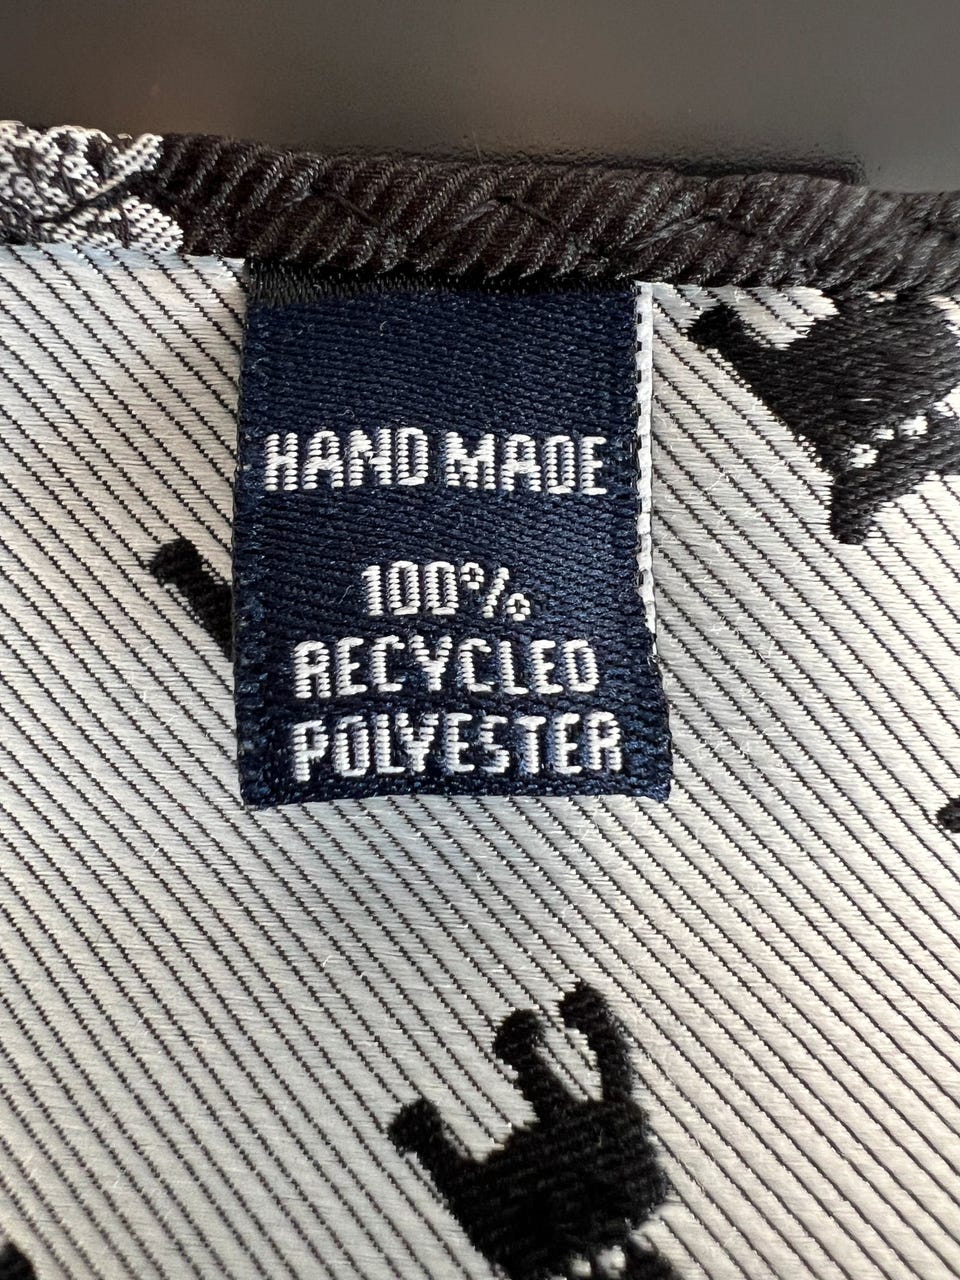 HAND MADE
100%
RECYCLED
POLYESTER